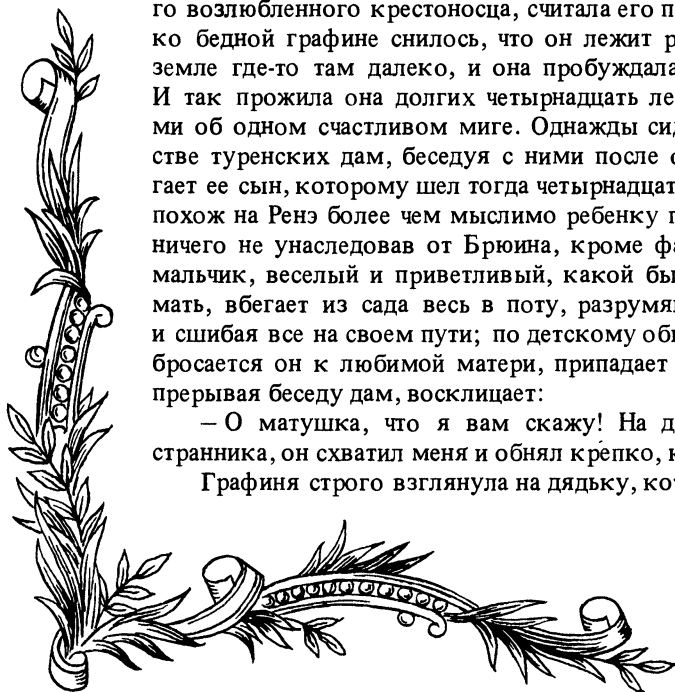 го возлюбленного крестоносца, считала его п
ко бедной графине снилось, что он лежит р
земле где-то там далеко, и она пробуждала
И так прожила она долгих четырнадцать ле
ми об одном счастливом миге. Однажды сид
стве туренских дам, беседуя с ними после о
гает ее сын, которому шел тогда четырнадцат
похож на Ренэ более чем мыслимо ребенку п
ничего не унаследовав от Брюина, кроме фа
мальчик, веселый и приветливый, какой бы
мать, вбегает из сада весь в поту, разрумя
и сшибая все на своем пути; по детскому обы
бросается он к любимой матери, припадает
прерывая беседу дам, восклицает:
— О матушка, что я вам скажу! На д
странника, он схватил меня и обнял крепко, к
Графиня строго взглянула на дядьку, кот